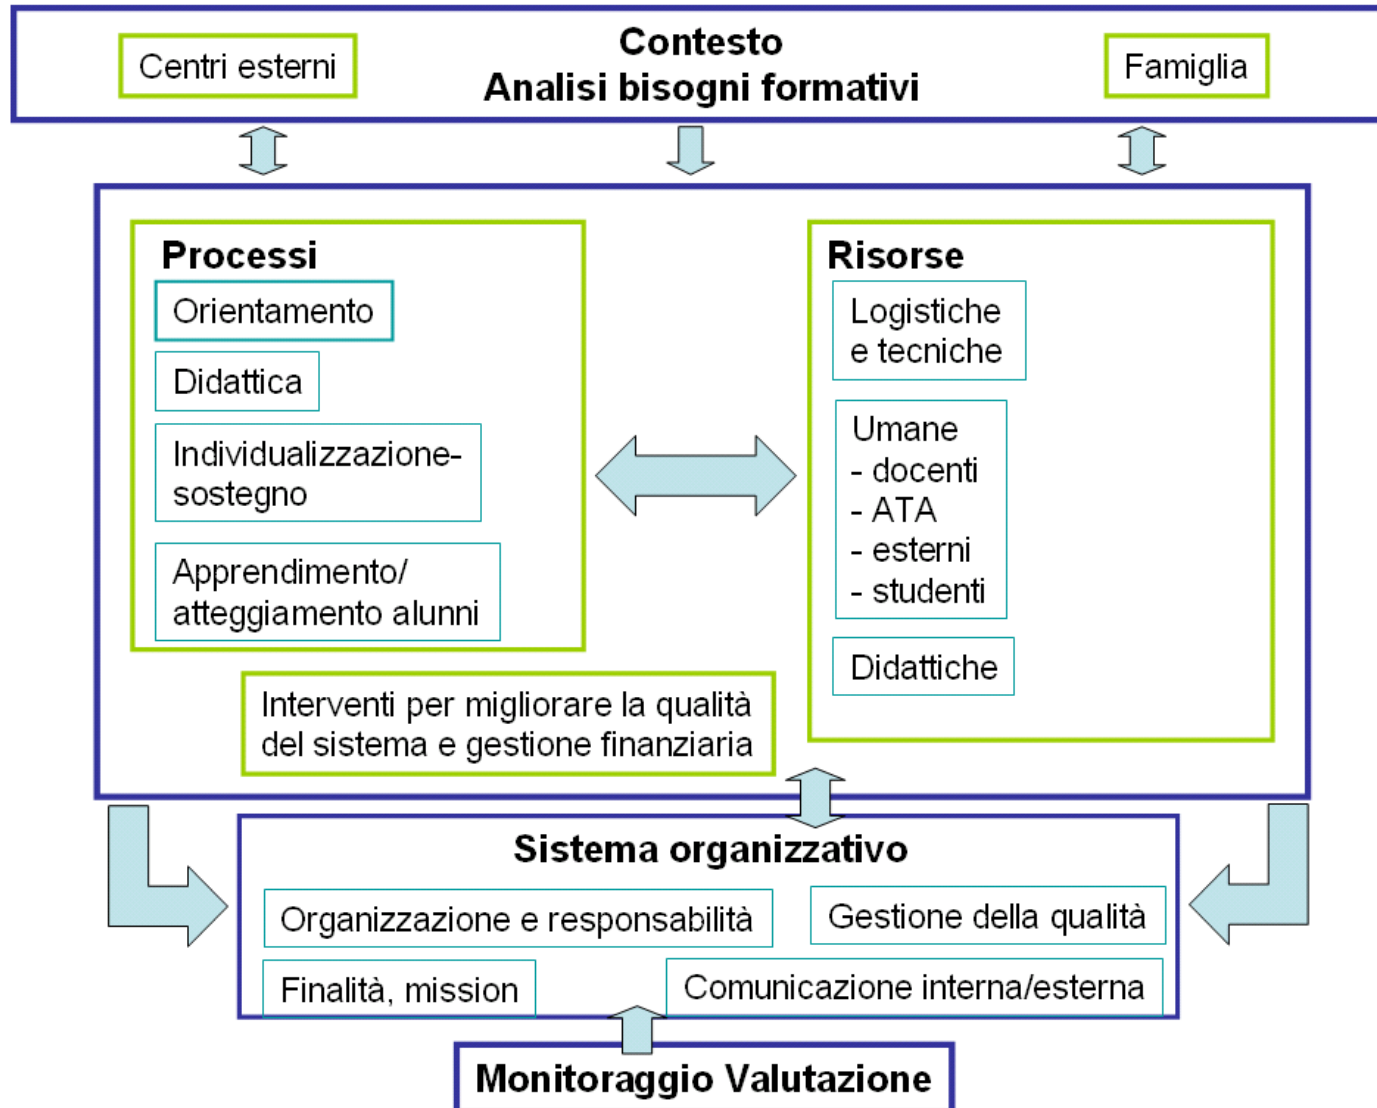 Centri esterni
Contesto
Analisi bisogni formativi
Famiglia
Processi
Orientamento
Didattica
Individualizzazione-
sostegno
Apprendimento/
atteggiamento alunni
Risorse
Logistiche
e tecniche
Umane
- docenti
- ATA
- esterni
- studenti
Didattiche
Interventi per migliorare la qualità
del sistema e gestione finanziaria
Sistema organizzativo
Organizzazione e responsabilità
Gestione della qualità
Finalità, mission
Comunicazione interna/esterna
Monitoraggio Valutazione